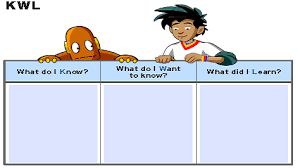 KWL
What do I Know?
What do I Want
to know?
What did I Learn?